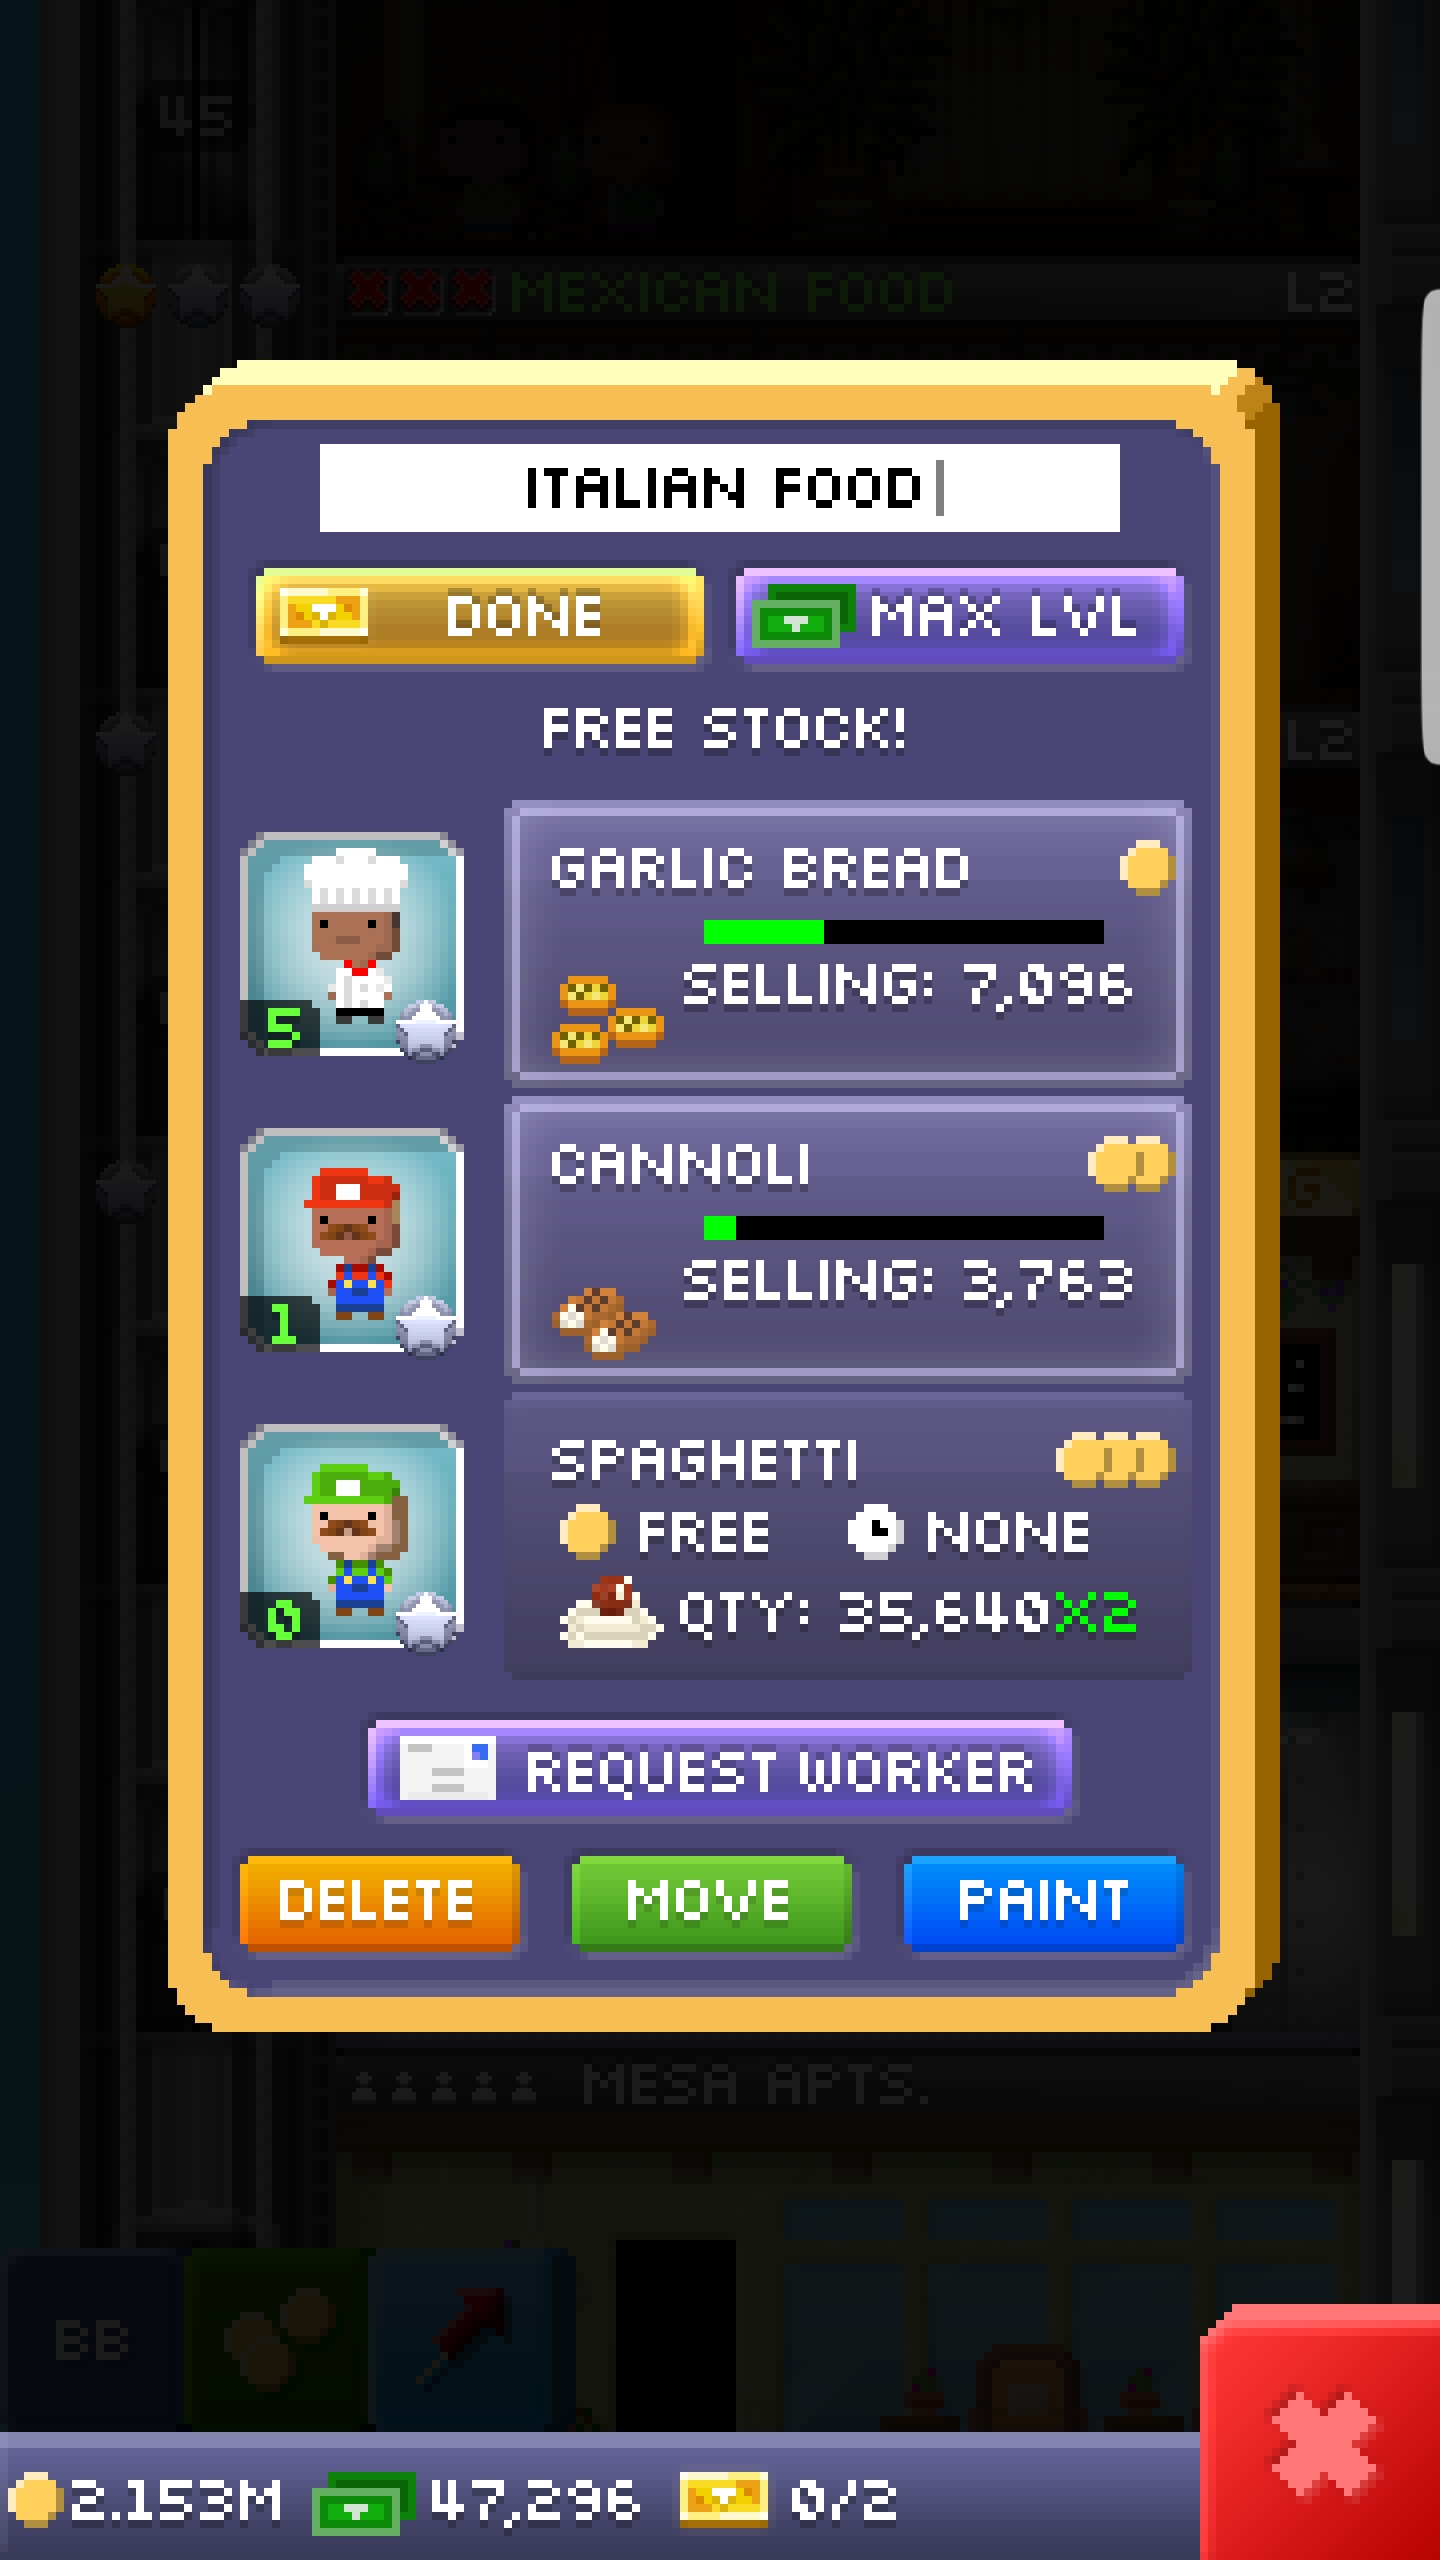 45
MEXICAN FOOD L2
ITALIAN FOOD
DONE MAX LVL
FREE STOCK!
L2
GARLIC BREAD
SELLING: 7,096
5
CANNOLI
G
SELLING: 3,763
1
SPAGHETTI
FREE NONE
QTY: 35,640X2
0
REQUEST WORKER
DELETE MOVE PAINT
MESA APTS.
BB
2.153M 47,296 0/2